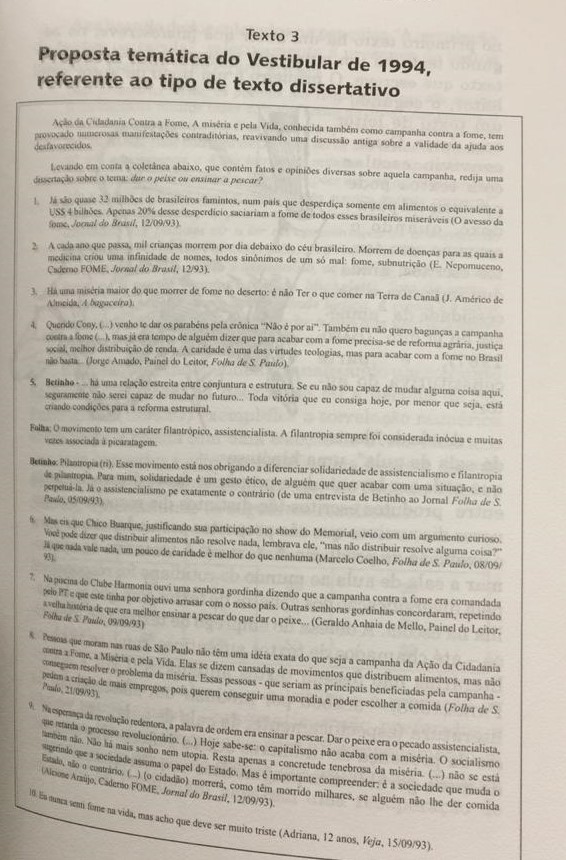 Texto 3
Proposta temática do Vestibular de 1994,
referente ao tipo de texto dissertativo
Ação da Cidadania Contra a Fome, A miséria e pela Vida, conhecida também como campanha contra a fome, tem
provocado numerosas manifestações contraditórias, reavivando uma discussão antiga sobre a validade da ajuda aos
desfavorecidos.
Levando em conta a coletânea abaixo, que contém fatos e opiniões diversas sobre aquela campanha, redija uma
dissertação sobre o tema: dar o peixe ou ensinar a pescar?
1. Já são quase 32 milhões de brasileiros famintos, num país que desperdiça somente em alimentos o equivalente a
US$ 4 bilhões. Apenas 20% desse desperdício saciariam a fome de todos esses brasileiros miseráveis (O avesso da
fome, Jornal do Brasil, 12/09/93).
2. A cada ano que passa, mil crianças morrem por dia debaixo do céu brasileiro. Morrem de doenças para as quais a
medicina criou uma infinidade de nomes, todos sinônimos de um só mal: fome, subnutrição (E. Nepomuceno,
Caderno FOME, Jornal do Brasil, 12/93).
3. Há uma miséria maior do que morrer de fome no deserto: é não Ter o que comer na Terra de Canaã (J. Américo de
Almeida, A bagaceira).
4. Querido Cony, (...) venho te dar os parabéns pela crônica "Não é por aí". Também eu não quero bagunças a campanha
contra a fome (...), mas já era tempo de alguém dizer que para acabar com a fome precisa-se de reforma agrária, justiça
social, melhor distribuição de renda. A caridade é uma das virtudes teologias, mas para acabar com a fome no Brasil
não basta... (Jorge Amado, Painel do Leitor, Folha de S. Paulo).
5. Betinho - ... há uma relação estreita entre conjuntura e estrutura. Se eu não sou capaz de mudar alguma coisa aqui,
seguramente não serei capaz de mudar no futuro... Toda vitória que eu consiga hoje, por menor que seja, está
criando condições para a reforma estrutural.
Folha: O movimento tem um caráter filantrópico, assistencialista. A filantropia sempre foi considerada inócua e muitas
vezes associada à picaratagem.
Betinho: Pilantropia (ri). Esse movimento está nos obrigando a diferenciar solidariedade de assistencialismo e filantropia
de pilantropia. Para mim, solidariedade é um gesto ético, de alguém que quer acabar com uma situação, e não
perpetuá-la. Já o assistencialismo pe exatamente o contrário (de uma entrevista de Betinho ao Jornal Folha de S.
Paulo, 05/09/93).
6. Mas eis que Chico Buarque, justificando sua participação no show do Memorial, veio com um argumento curioso.
Você pode dizer que distribuir alimentos não resolve nada, lembrava ele, "mas não distribuir resolve alguma coisa?"
Já que nada vale nada, um pouco de caridade é melhor do que nenhuma (Marcelo Coelho, Folha de S. Paulo, 08/09/
93).
7. Na piscina do Clube Harmonia ouvi uma senhora gordinha dizendo que a campanha contra a fome era comandada
pelo PT e que este tinha por objetivo arrasar com o nosso país. Outras senhoras gordinhas concordaram, repetindo
a velha história de que era melhor ensinar a pescar do que dar o peixe... (Geraldo Anhaia de Mello, Painel do Leitor,
Folha de S. Paulo, 09/09/93)
8. Pessoas que moram nas ruas de São Paulo não têm uma idéia exata do que seja a campanha da Ação da Cidadania
contra a Fome, a Miséria e pela Vida. Elas se dizem cansadas de movimentos que distribuem alimentos, mas não
conseguem resolver o problema da miséria. Essas pessoas - que seriam as principais beneficiadas pela campanha -
pedem a criação de mais empregos, pois querem conseguir uma moradia e poder escolher a comida (Folha de S.
Paulo, 21/09/93).
9. Na esperança da revolução redentora, a palavra de ordem era ensinar a pescar. Dar o peixe era o pecado assistencialista,
que retarda o processo revolucionário. (...) Hoje sabe-se: o capitalismo não acaba com a miséria. O socialismo
também não. Não há mais sonho nem utopia. Resta apenas a concretude tenebrosa da miséria. (...) não se está
sugerindo que a sociedade assuma o papel do Estado. Mas é importante compreender: é a sociedade que muda o
Estado, não o contrário. (...) (o cidadão) morrerá, como têm morrido milhares, se alguém não lhe der comida
(Alcione Araújo, Caderno FOME, Jornal do Brasil, 12/09/93).
10. Eu nunca senti fome na vida, mas acho que deve ser muito triste (Adriana, 12 anos, Veja, 15/09/93).